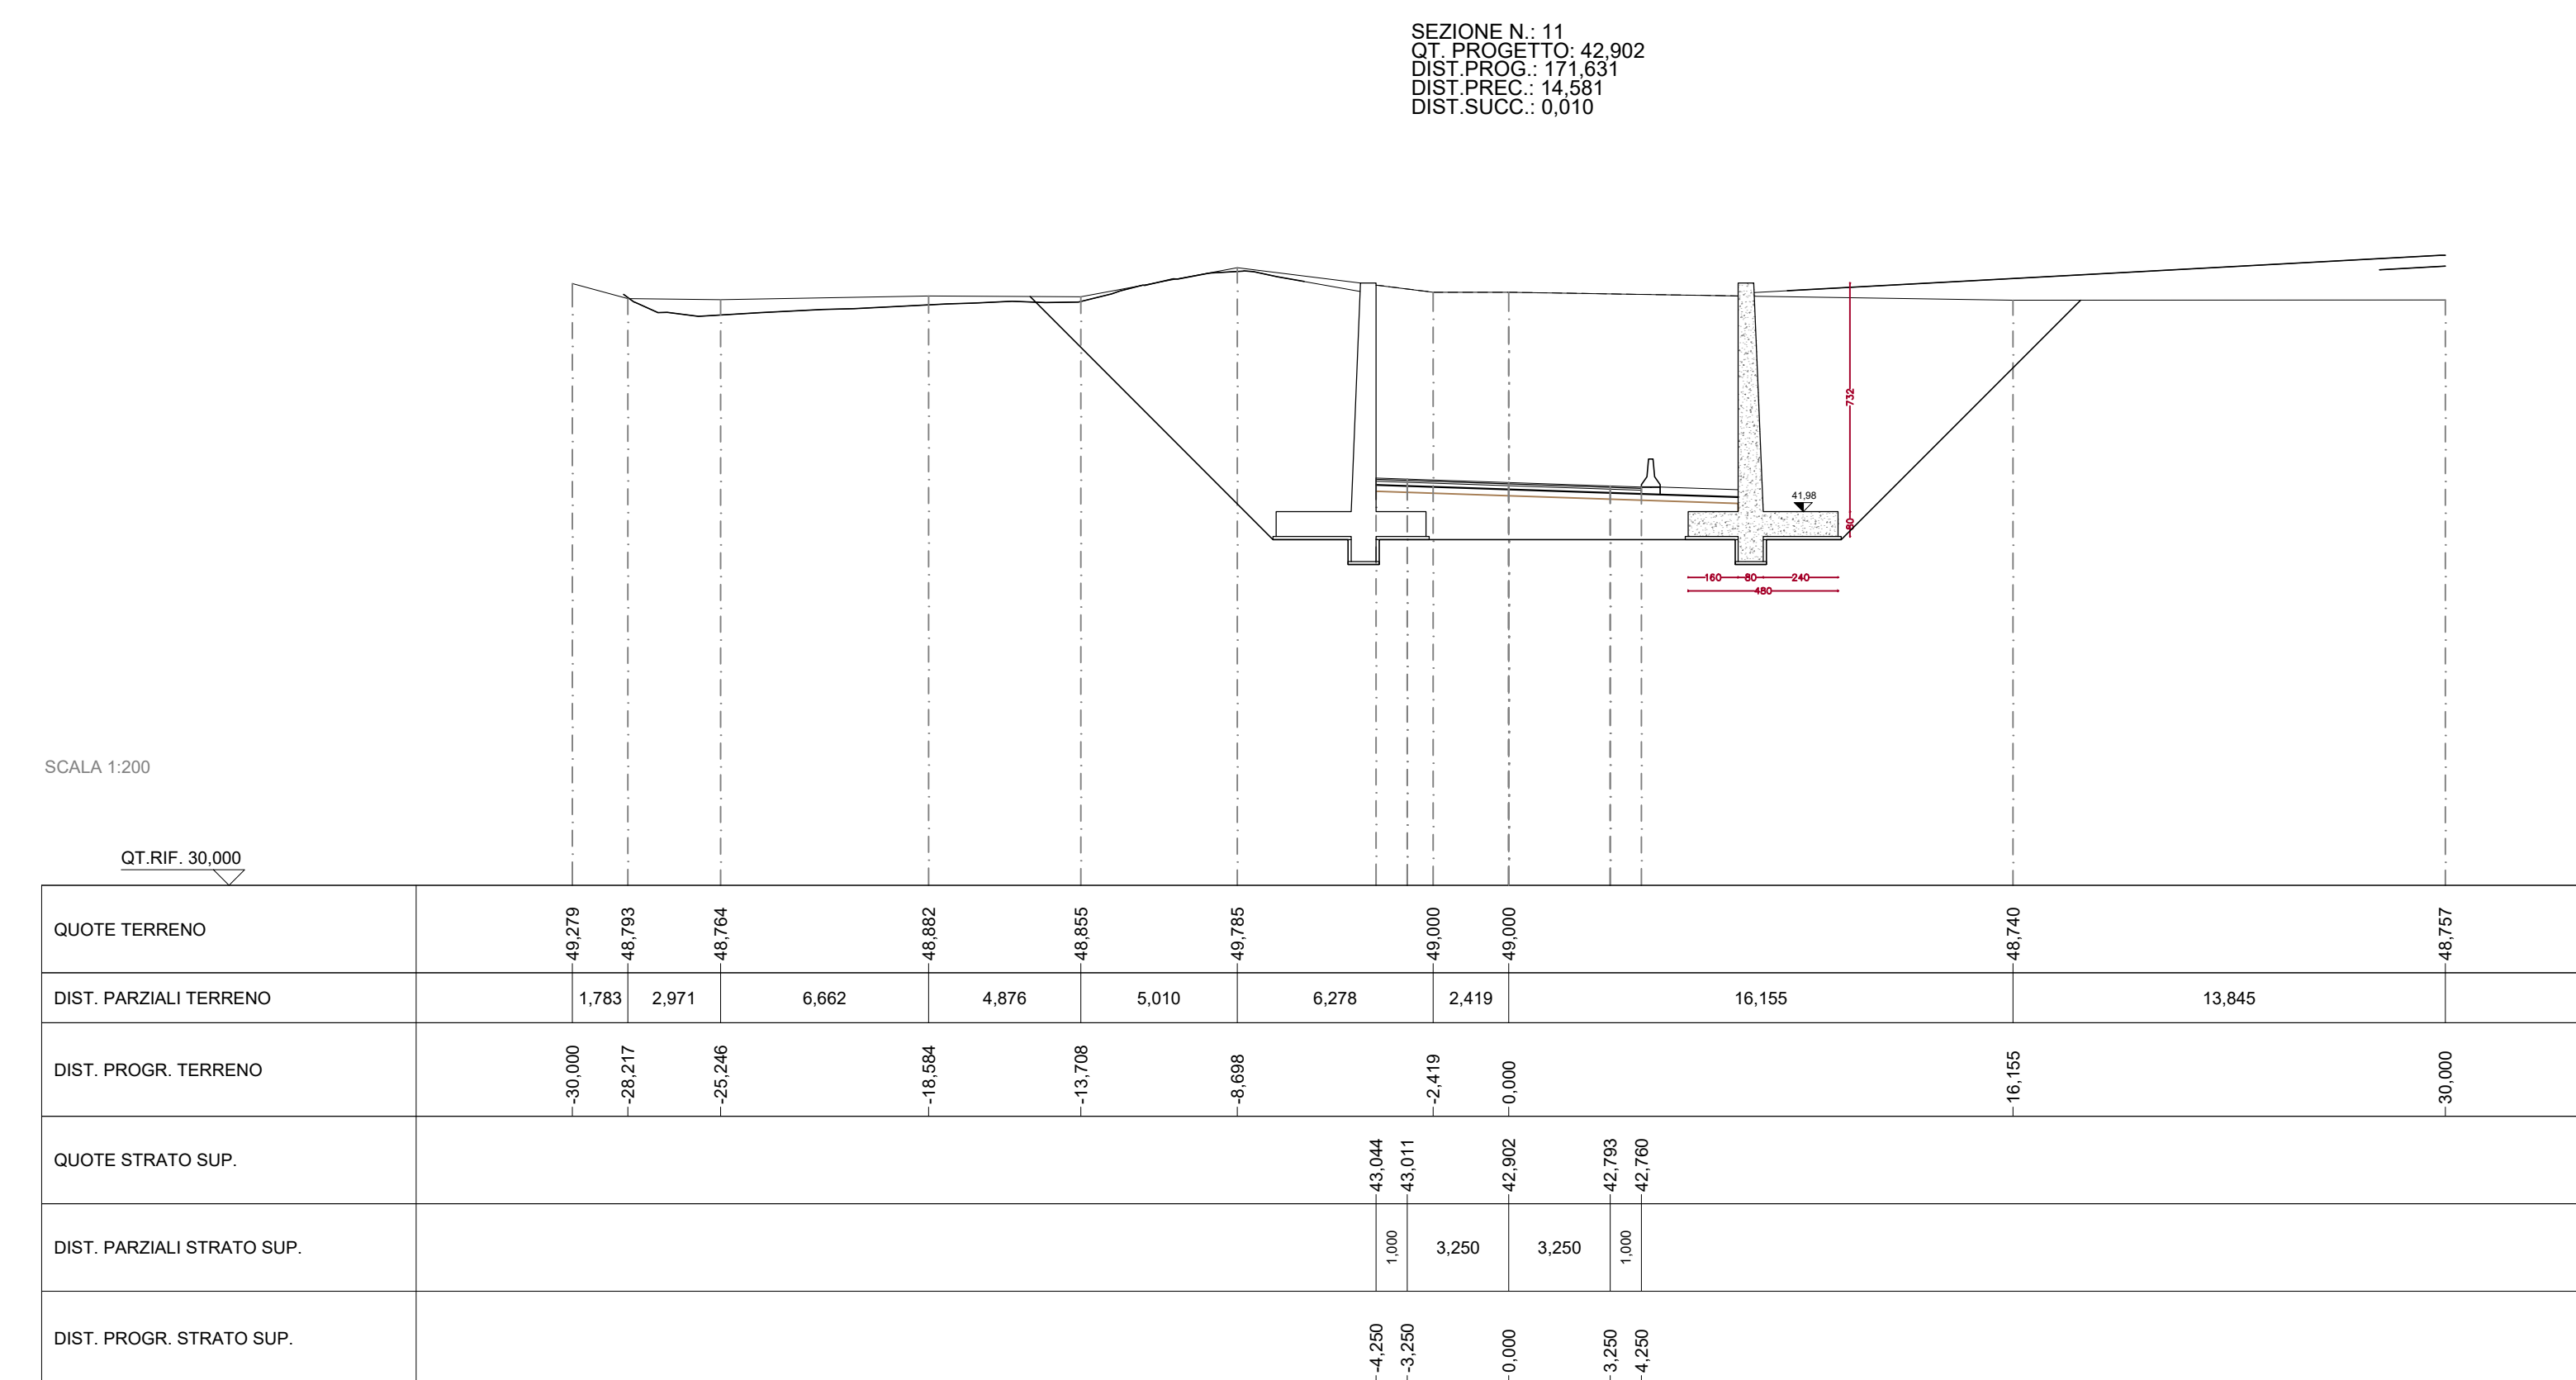 SEZIONE N.: 11
QT. PROGETTO: 42,902
DIST.PROG.: 171,631
DIST.PREC.: 14,581
DIST.SUCC.: 0,010
732
41,98
80
160 80 240
480
SCALA 1:200
QT.RIF. 30,000
QUOTE TERRENO 49,279 48,793 48,764 48,882 48,855 49,785 49,000 49,000 48,740 48,757
DIST. PARZIALI TERRENO 1,783 2,971 6,662 4,876 5,010 6,278 2,419 16,155 13,845
DIST. PROGR. TERRENO -30,000 -28,217 -25,246 -18,584 -13,708 -8,698 -2,419 0,000 16,155 30,000
QUOTE STRATO SUP. 43,044 43,011 42,902 42,793 42,760
DIST. PARZIALI STRATO SUP. 1,000 3,250 3,250 1,000
DIST. PROGR. STRATO SUP. -4,250 -3,250 0,000 3,250 4,250